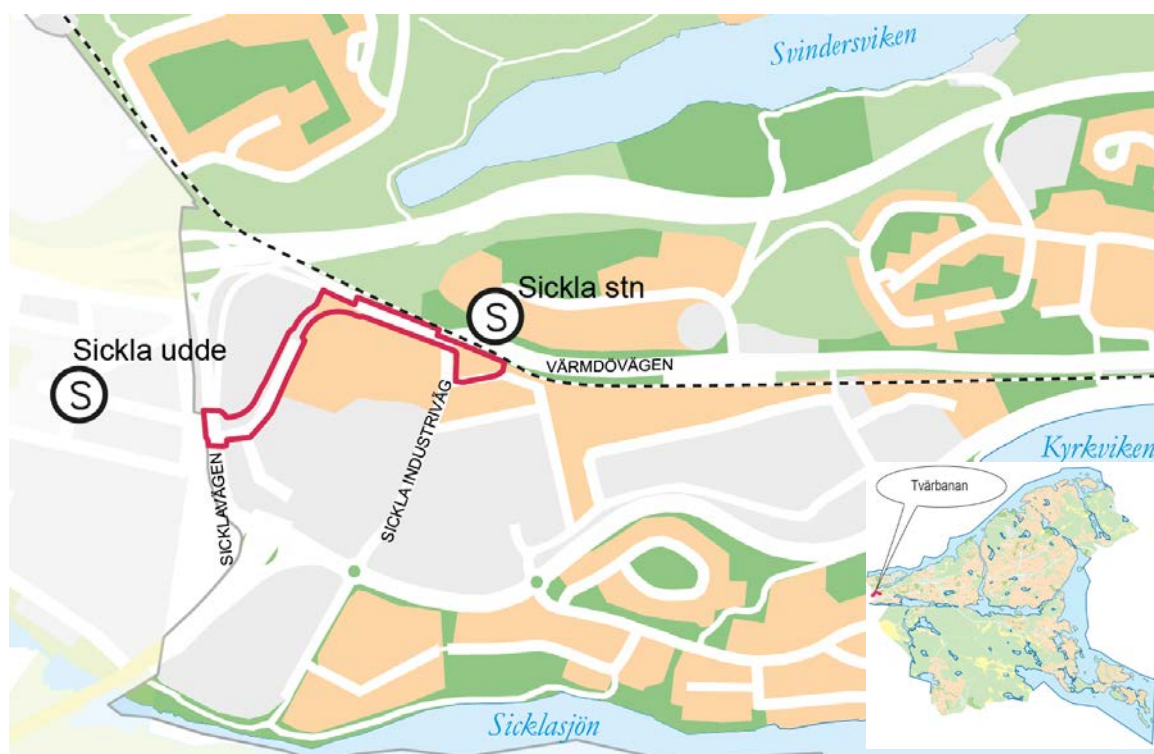 Svindersviken
Sickla stn
S
Sickla udde
S
VÄRMDÖVÄGEN
SICKLAVÄGEN
SICKLA INDUSTRIVÄG
Kyrkviken
Tvärbanan
Sicklasjön